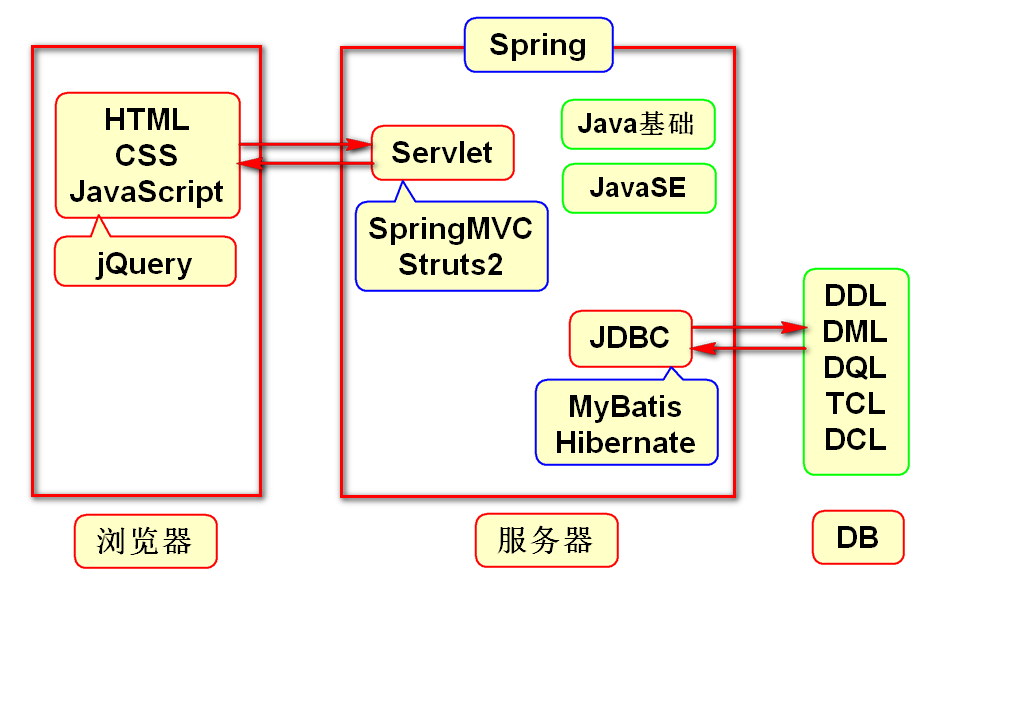 Spring
HTML
CSS
JavaScript
jQuery
Servlet
SpringMVC
Struts2
Java基础
JavaSE
JDBC
MyBatis
Hibernate
DDL
DML
DQL
TCL
DCL
浏览器
服务器
DB